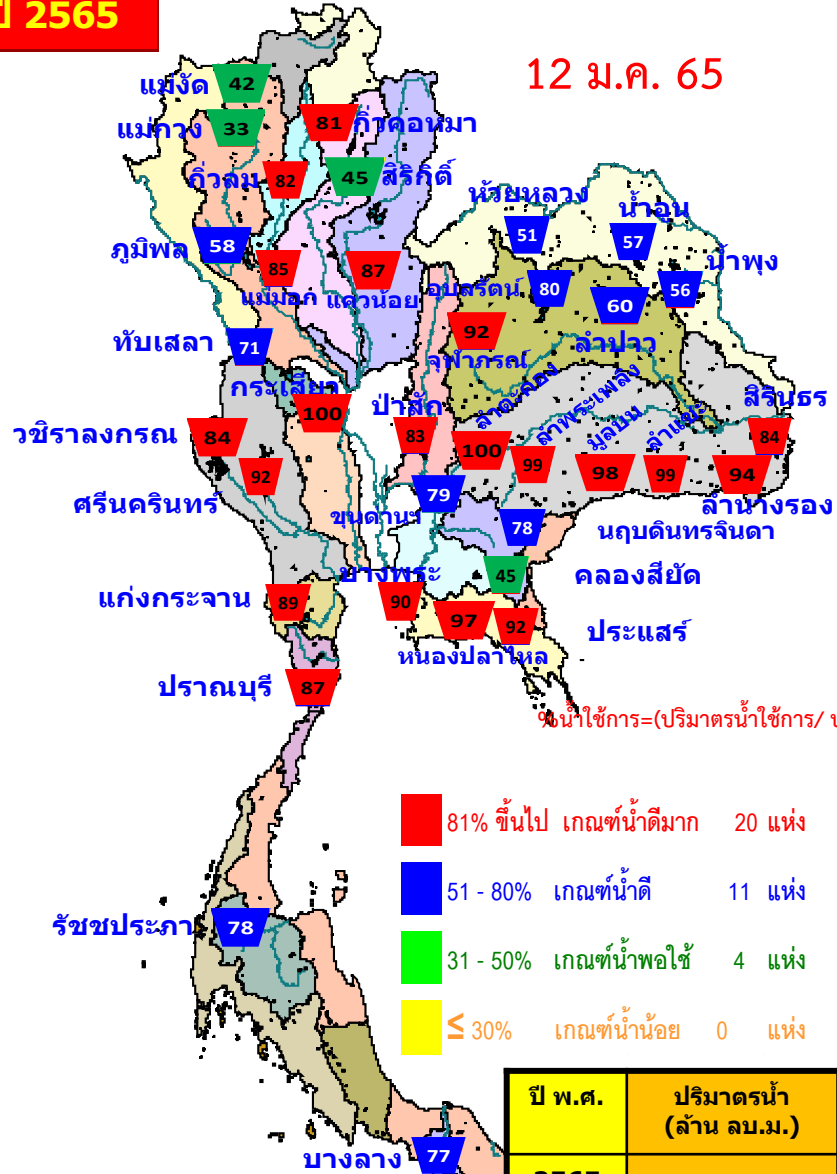 ปี 2565
12 ม.ค. 65
แม่งัด
42
แม่กวง
33
81
กิ่วคอหมา
กิ่วลม
82
45
สิริกิติ์
ห้วยหลวง
51
น้ำอูน
57
ภูมิพล
58
85
แม่มอก
87
แควน้อย
อุบลรัตน์
80
60
น้ำพุง
56
ทับเสลา
71
92
จุฬาภรณ์
ลำปาว
กระเสียว
100
ป่าสัก
83
ลำตะคอง
100
ลำพระเพลิง
99
มูลบน
98
ลำแชะ
99
สิรินธร
84
วชิราลงกรณ
84
92
ศรีนครินทร์
94
ลำนางรอง
79
ขุนด่านฯ
78
นฤบดินทรจินดา
บางพระ
45
คลองสียัด
แก่งกระจาน
89
90
97
92
ประแสร์
หนองปลาไหล
ปราณบุรี
87
%น้ำใช้การ=(ปริมาตรน้ำใช้การ/
81% ขึ้นไป เกณฑ์น้ำดีมาก 20 แห่ง
51 - 80% เกณฑ์น้ำดี 11 แห่ง
รัชชประภา
78
31 - 50% เกณฑ์น้ำพอใช้ 4 แห่ง
≤ 30% เกณฑ์น้ำน้อย 0 แห่ง
ปี พ.ศ. ปริมาตรน้ำ
(ล้าน ลบ.ม.)
บางลาง
77
2565